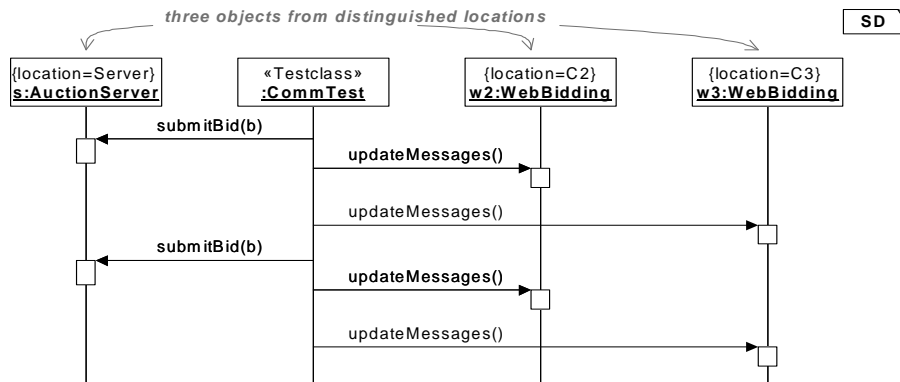 three objects from distinguished locations
SD
{location=Server}
s:AuctionServer
«Testclass»
:CommTest
{location=C2}
w2:WebBidding
{location=C3}
w3:WebBidding
submitBid(b)
updateMessages()
updateMessages()
submitBid(b)
updateMessages()
updateMessages()